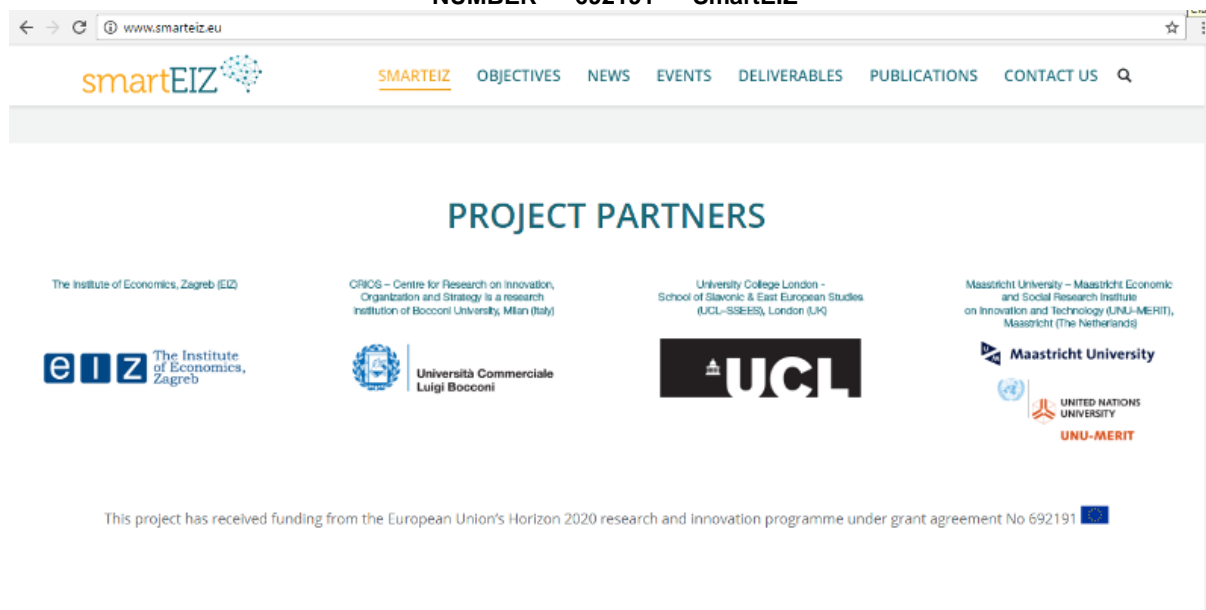 NUMBER — 692191 — SmartEIZ
www.smarteiz.eu
smartEIZ
SMARTEIZ OBJECTIVES NEWS EVENTS DELIVERABLES PUBLICATIONS CONTACT US
PROJECT PARTNERS
The Institute of Economics, Zagreb (EIZ)
eIZ The Institute
of Economics,
Zagreb
CRIOS – Centre for Research on Innovation,
Organization and Strategy is a research
institution of Bocconi University, Milan (Italy)
Università Commerciale
Luigi Bocconi
University College London -
School of Slavonic & East European Studies
(UCL–SSEES), London (UK)
UCL
Maastricht University – Maastricht Economic
and Social Research Institute
on Innovation and Technology (UNU–MERIT),
Maastricht (The Netherlands)
Maastricht University
UNITED NATIONS
UNIVERSITY
UNU-MERIT
This project has received funding from the European Union's Horizon 2020 research and innovation programme under grant agreement No 692191